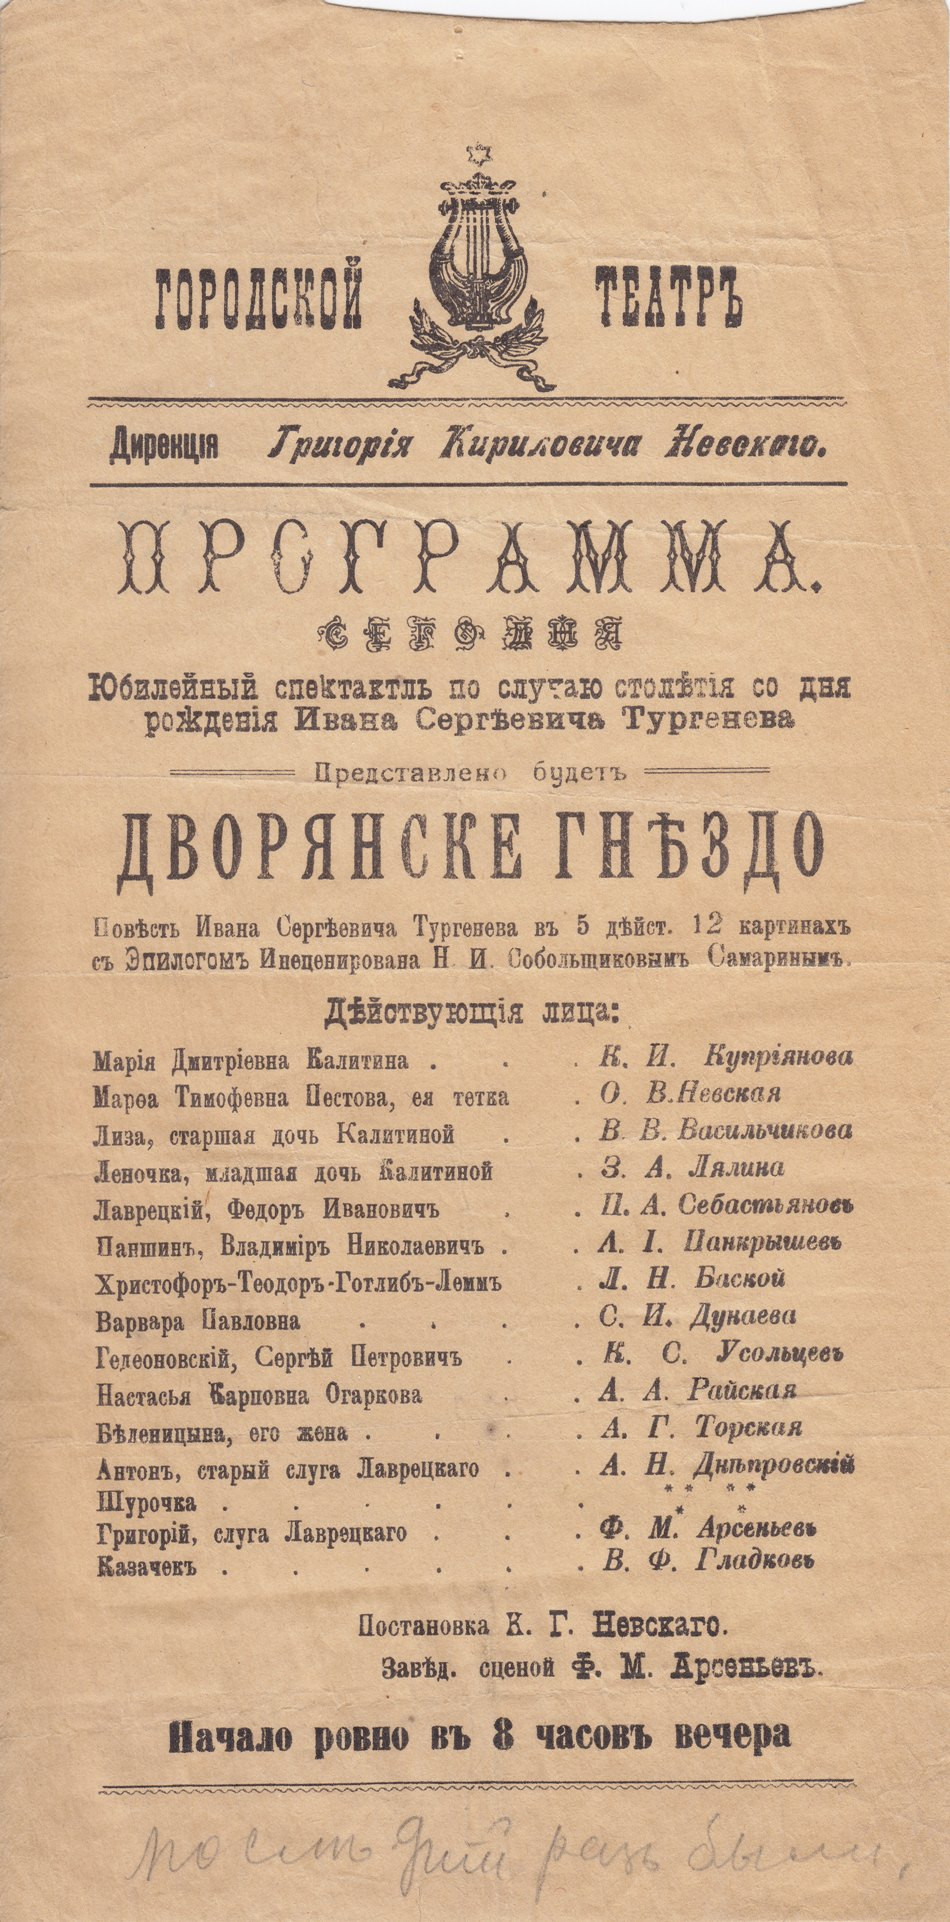 ГОРОДСКОЙ ТЕАТРЪ
Дирекція Григорія Кириловича Невскаго.
ПРОГРАММА.
СЕГОДНЯ
Юбилейный спектактль по случаю столѣтія со дня
рожденія Ивана Сергѣевича Тургенева
Представлено будетъ
ДВОРЯНСКЕ ГНѢЗДО
Повѣсть Ивана Сергѣевича Тургенева въ 5 дѣйст. 12 картинахъ
съ Эпилогомъ Инеценирована Н. И. Собольщиковымъ Самаринымъ.
Дѣйствующія лица:
Марія Дмитріевна Калитина . . . К. И. Купріянова
Марѳа Тимофевна Пестова, ея тетка . О. В. Невская
Лиза, старшая дочь Калитиной . . В. В. Васильчикова
Леночка, младшая дочь Калитиной . З. А. Лялина
Лаврецкій, Федоръ Ивановичъ . . П. А. Себастьяновъ
Паншинъ, Владиміръ Николаевичъ . . А. І. Панкрышевъ
Христофоръ-Теодоръ-Готлибъ-Леммъ . Л. Н. Баской
Варвара Павловна . . . . С. И. Дунаева
Гедеоновскій, Сергѣй Петровичъ . . К. С. Усольцевъ
Настасья Карповна Огаркова . . А. А. Райская
Бѣленицына, его жена . . . . А. Г. Торская
Антонъ, старый слуга Лаврецкаго . . А. Н. Днѣпровскій
Шурочка . . . . . . * * * * * *
Григорій, слуга Лаврецкаго . . . Ф. М. Арсеньевъ
Казачекъ . . . . . . В. Ф. Гладковъ
Постановка К. Г. Невскаго.
Завѣд. сценой Ф. М. Арсеньевъ.
Начало ровно въ 8 часовъ вечера
разъ были,